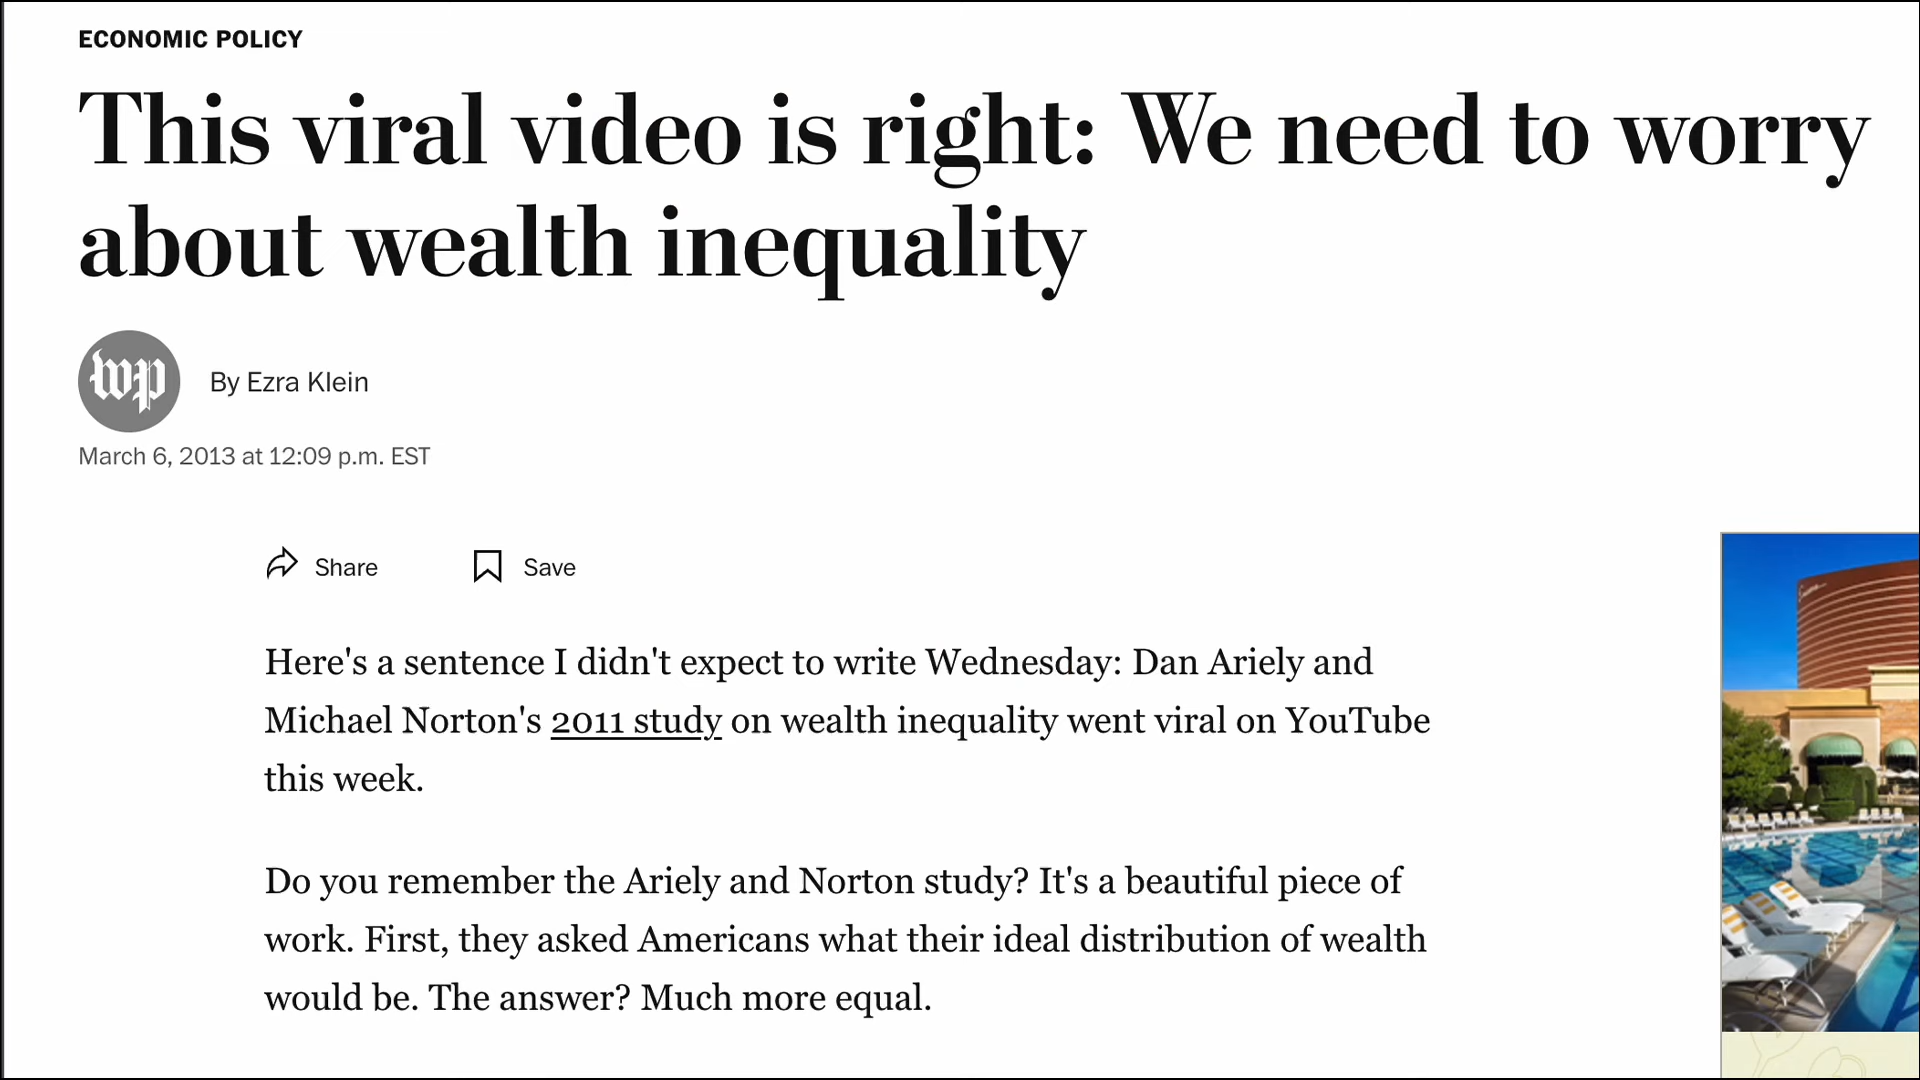 ECONOMIC POLICY
This viral video is right: We need to worry
about wealth inequality
wp
By Ezra Klein
March 6, 2013 at 12:09 p.m. EST
Share
Save
Here's a sentence I didn't expect to write Wednesday: Dan Ariely and
Michael Norton's 2011 study on wealth inequality went viral on YouTube
this week.
Do you remember the Ariely and Norton study? It's a beautiful piece of
work. First, they asked Americans what their ideal distribution of wealth
would be. The answer? Much more equal.